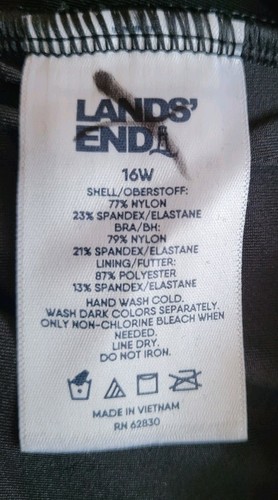 LANDS'
END
16W
SHELL/OBERSTOFF:
77% NYLON
23% SPANDEX/ELASTANE
BRA/BH:
79% NYLON
21% SPANDEX/ELASTANE
LINING/FUTTER:
87% POLYESTER
13% SPANDEX/ELASTANE
HAND WASH COLD.
WASH DARK COLORS SEPARATELY.
ONLY NON-CHLORINE BLEACH WHEN
NEEDED.
LINE DRY.
DO NOT IRON.
MADE IN VIETNAM
RN 62830